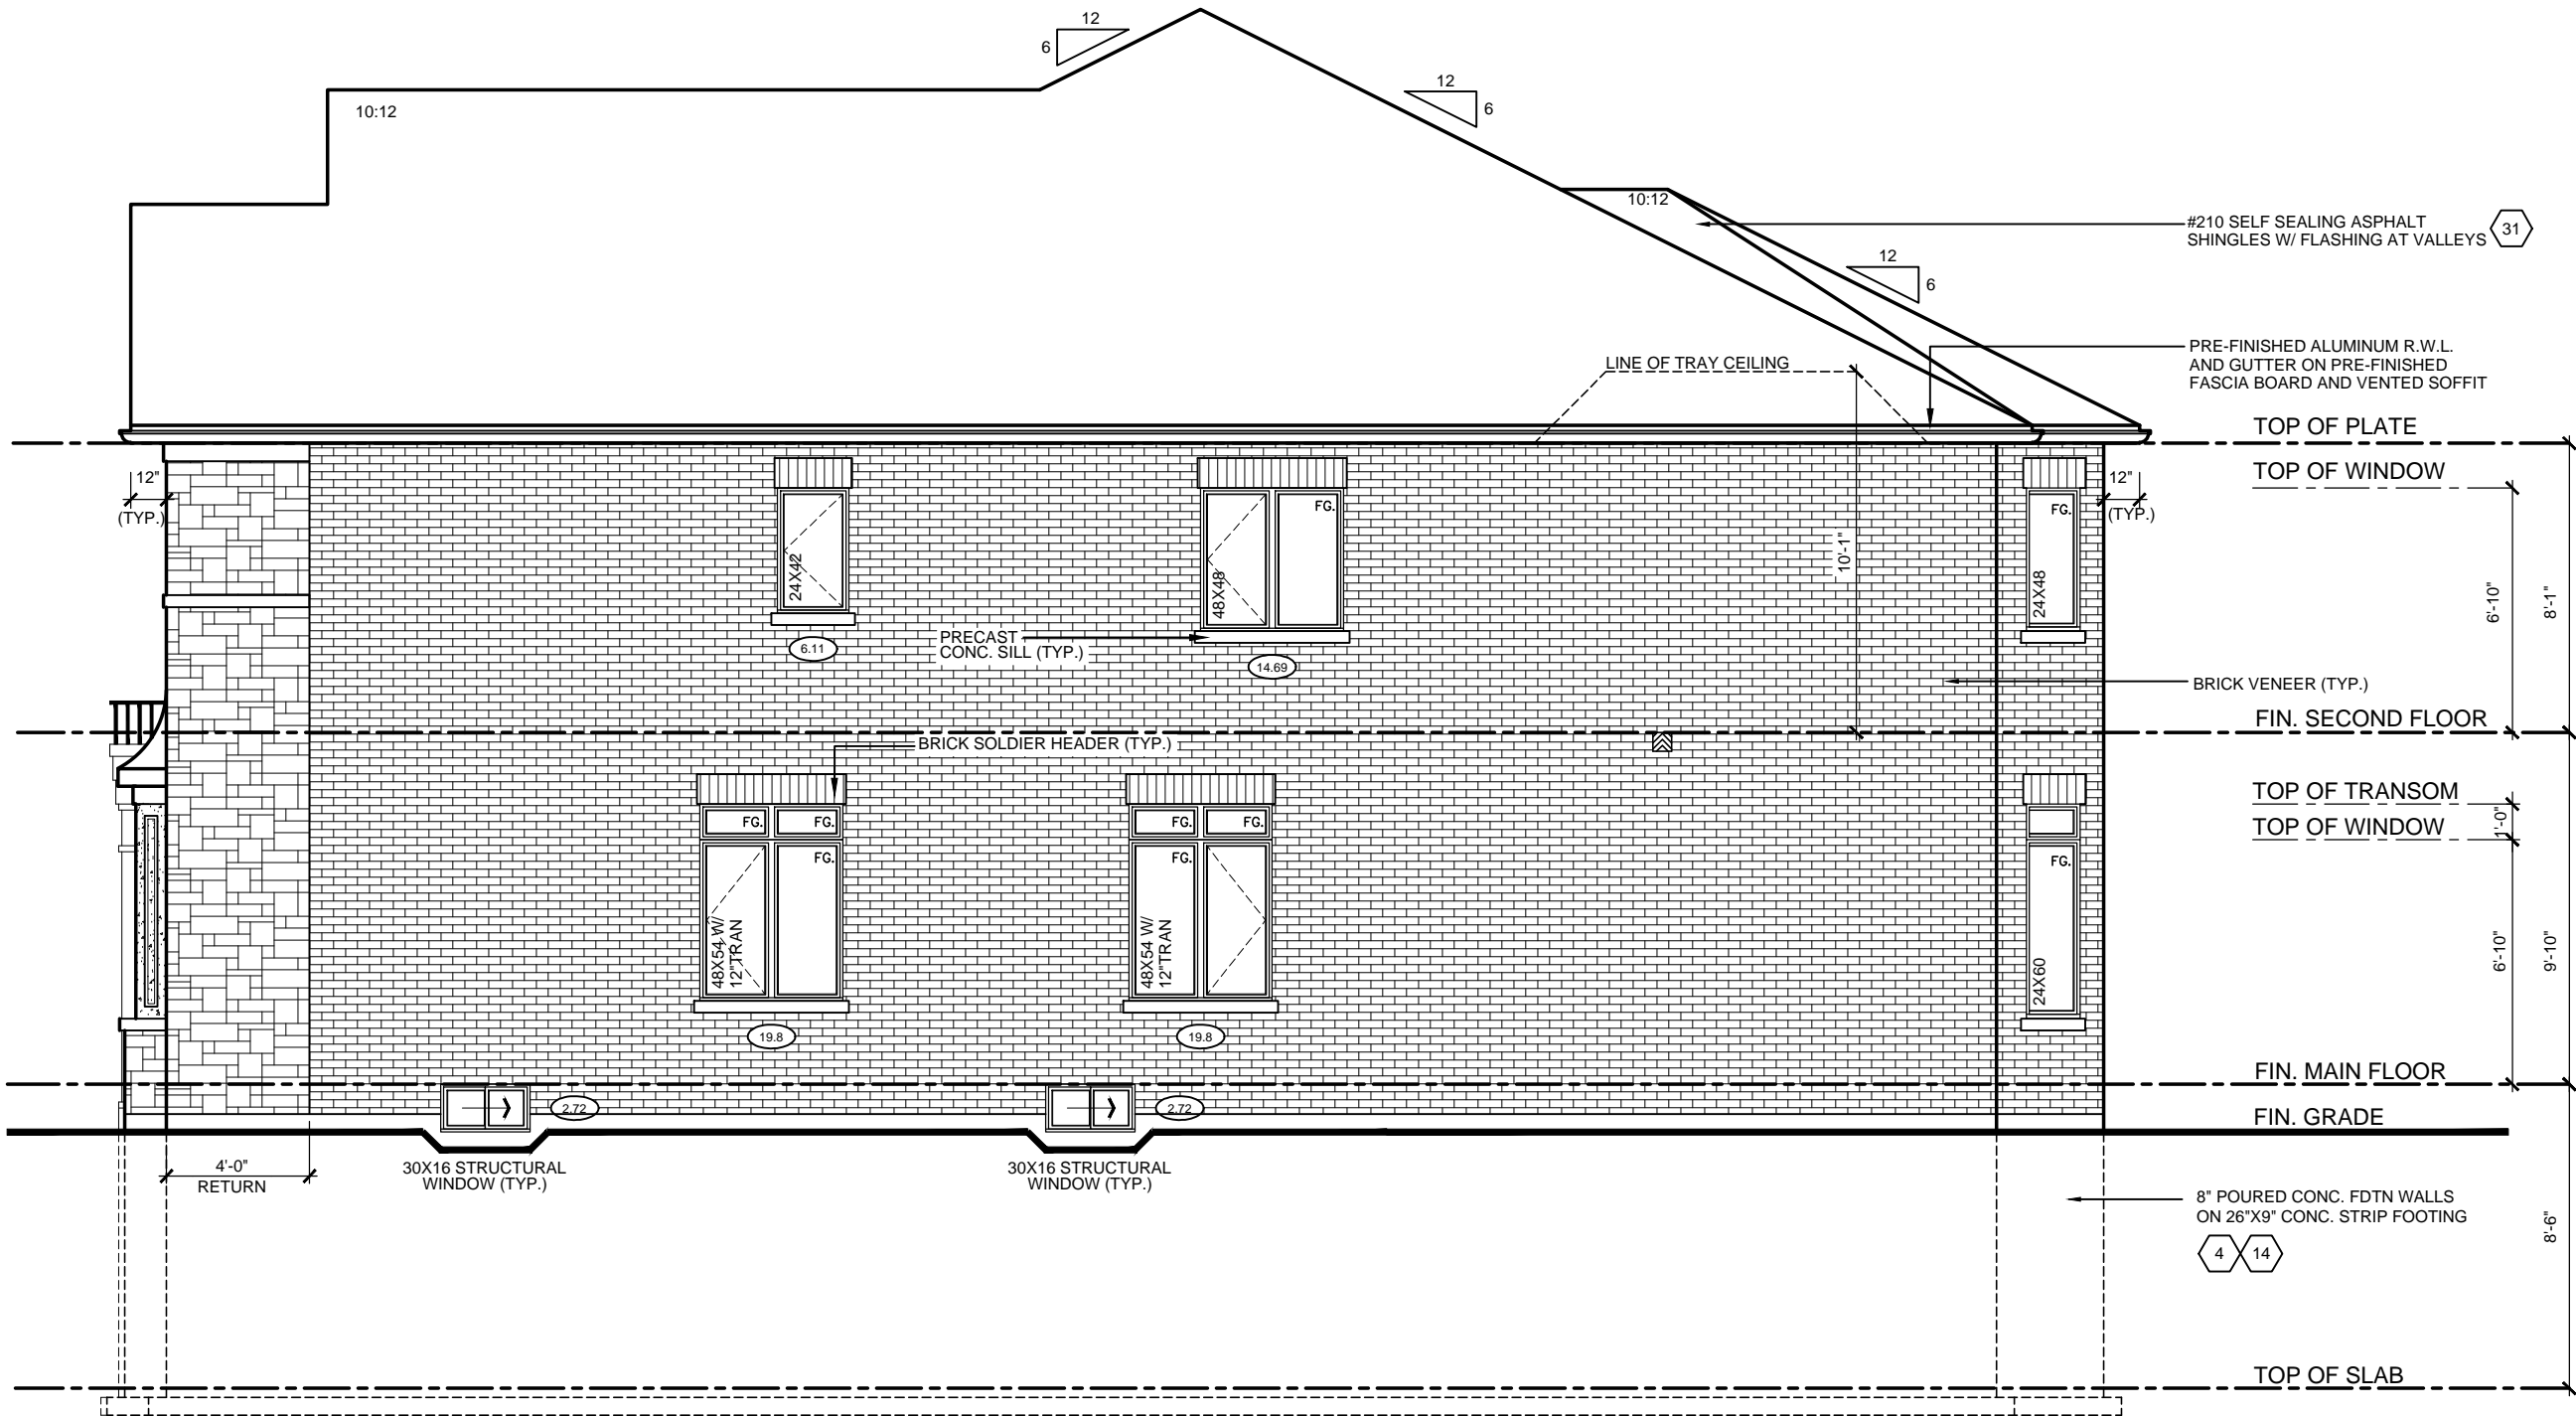 12
6
12
6
10:12
10:12
#210 SELF SEALING ASPHALT
SHINGLES W/ FLASHING AT VALLEYS
31
12
6
LINE OF TRAY CEILING
PRE-FINISHED ALUMINUM R.W.L.
AND GUTTER ON PRE-FINISHED
FASCIA BOARD AND VENTED SOFFIT
TOP OF PLATE
TOP OF WINDOW
12"
(TYP.)
12"
(TYP.)
24X42
48X48
FG.
FG.
24X48
10'-1"
6'-10"
8'-1"
6.11
PRECAST
CONC. SILL (TYP.)
14.69
BRICK VENEER (TYP.)
FIN. SECOND FLOOR
BRICK SOLDIER HEADER (TYP.)
TOP OF TRANSOM
1'-0"
TOP OF WINDOW
FG.
FG.
FG.
FG.
FG.
FG.
FG.
48X54 W/
12"TRAN
48X54 W/
12"TRAN
24X60
6'-10"
9'-10"
19.8
19.8
FIN. MAIN FLOOR
2.72
2.72
FIN. GRADE
4'-0"
RETURN
30X16 STRUCTURAL
WINDOW (TYP.)
30X16 STRUCTURAL
WINDOW (TYP.)
8" POURED CONC. FDTN WALLS
ON 26"X9" CONC. STRIP FOOTING
4
14
8'-6"
TOP OF SLAB